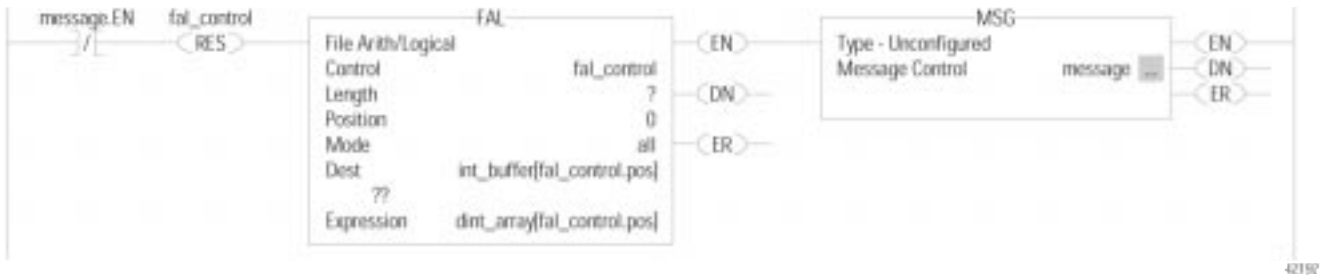 message.EN
/
fal_control
RES
FAL
File Arith/Logical
Control fal_control
Length ?
Position 0
Mode all
Dest int_buffer[fal_control.pos]
??
Expression dint_array[fal_control.pos]
EN
DN
ER
MSG
Type - Unconfigured
Message Control message ...
EN
DN
ER
42192